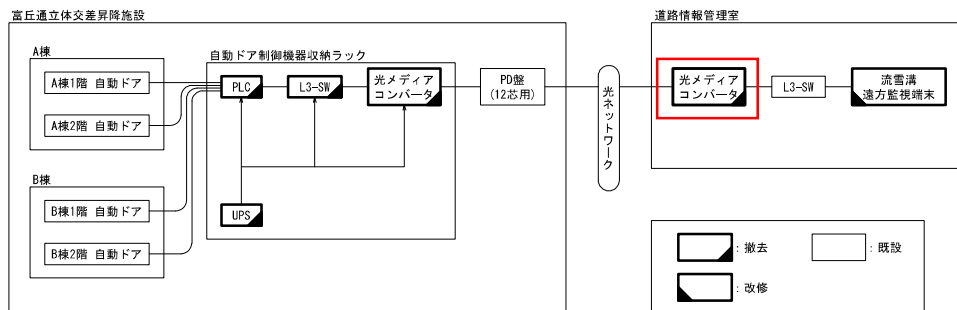 富丘通立体交差昇降施設
A棟
A棟1階 自動ドア
A棟2階 自動ドア
B棟
B棟1階 自動ドア
B棟2階 自動ドア
自動ドア制御機器収納ラック
PLC
L3-SW
光メディア
コンバータ
UPS
PD盤
(12芯用)
光ネットワーク
道路情報管理室
光メディア
コンバータ
L3-SW
流雪溝
遠方監視端末
: 撤去
: 既設
: 改修